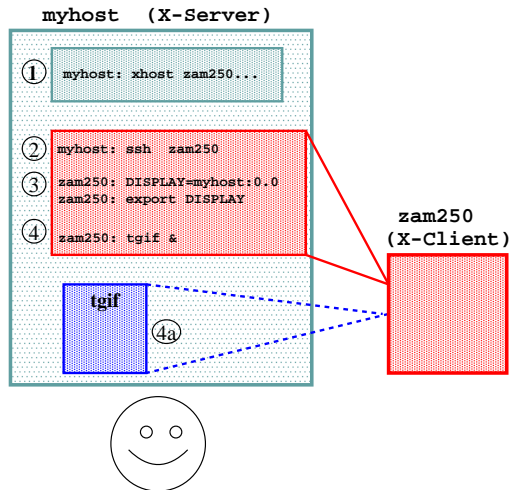 myhost (X-Server)
1 myhost: xhost zam250...
2 myhost: ssh zam250
3 zam250: DISPLAY=myhost:0.0
zam250: export DISPLAY
4 zam250: tgif &
zam250
(X-Client)
tgif
4a